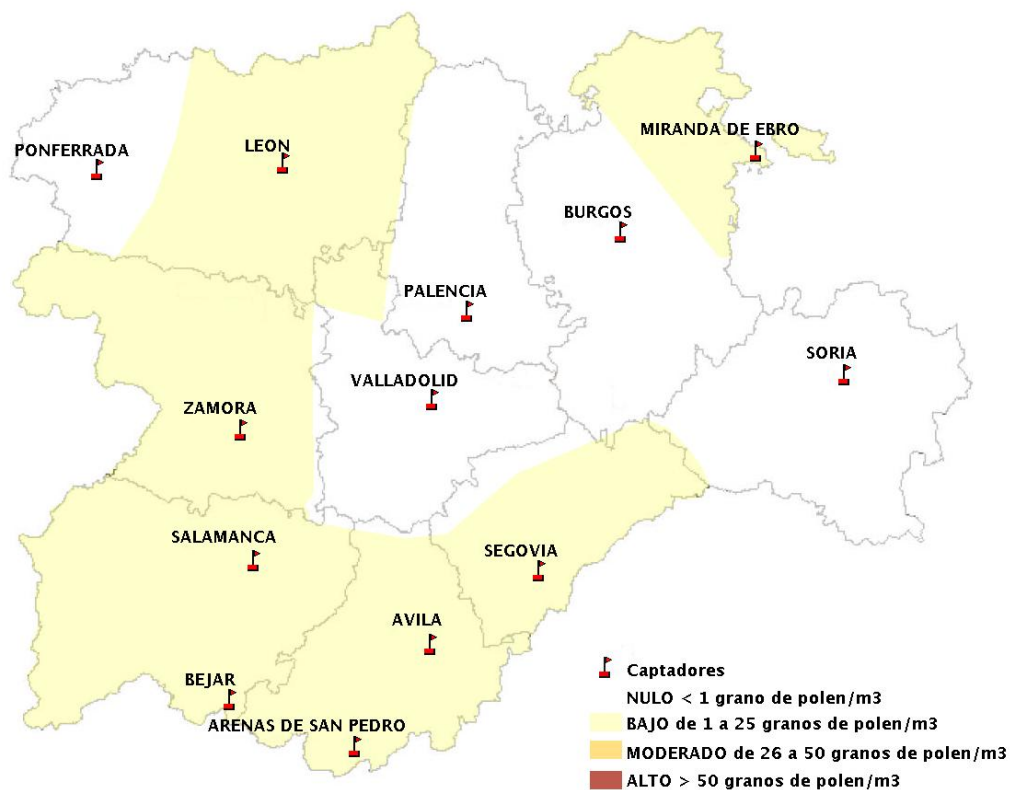 MIRANDA DE EBRO
PONFERRADA
LEON
BURGOS
PALENCIA
SORIA
VALLADOLID
ZAMORA
SALAMANCA
SEGOVIA
AVILA
BEJAR
ARENAS DE SAN PEDRO
Captadores
NULO < 1 grano de polen/m3
BAJO de 1 a 25 granos de polen/m3
MODERADO de 26 a 50 granos de polen/m3
ALTO > 50 granos de polen/m3